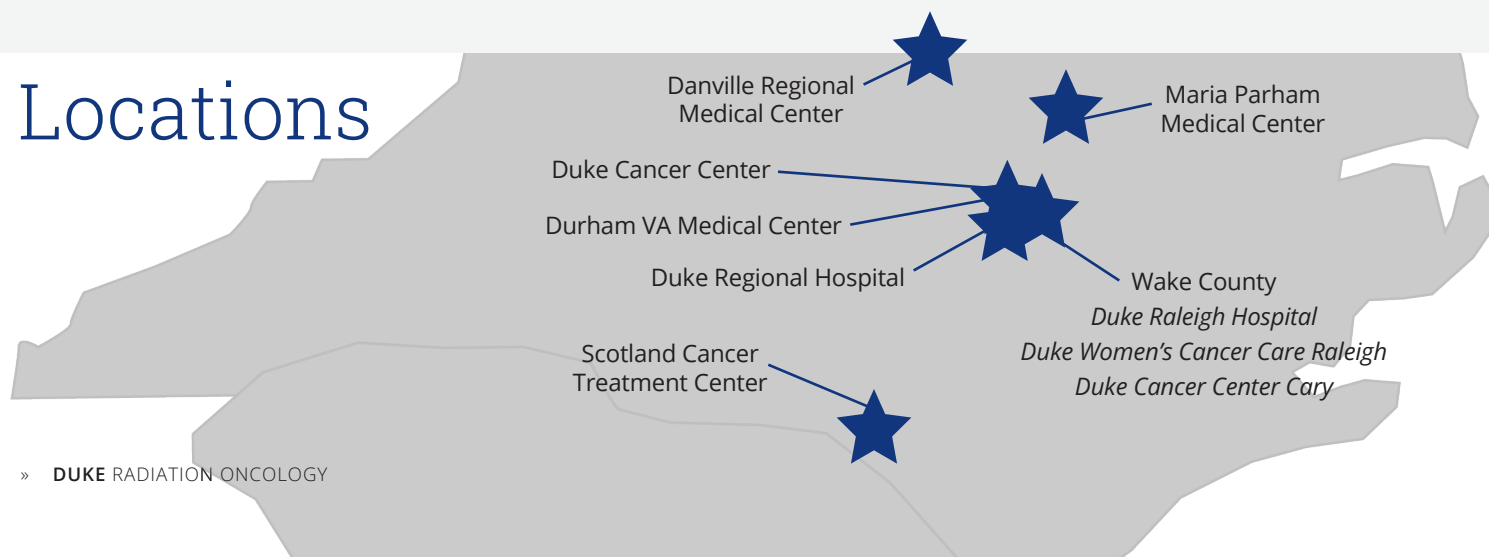 Locations
Danville Regional
Medical Center
Maria Parham
Medical Center
Duke Cancer Center
Durham VA Medical Center
Duke Regional Hospital
Wake County
Duke Raleigh Hospital
Duke Women’s Cancer Care Raleigh
Duke Cancer Center Cary
Scotland Cancer
Treatment Center
» DUKE RADIATION ONCOLOGY